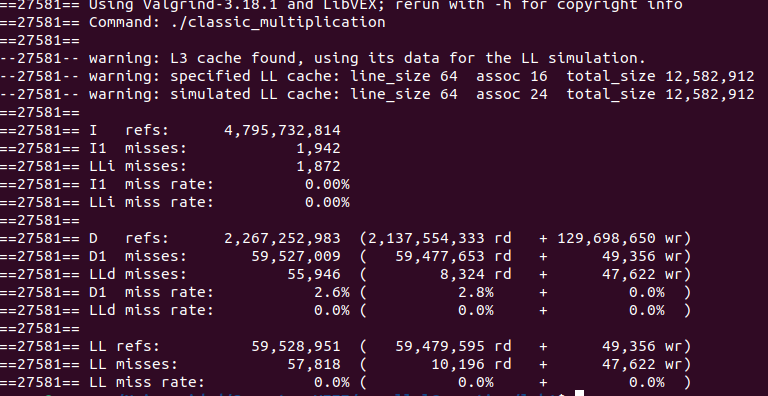 ==27581== Using Valgrind-3.18.1 and LibVEX; rerun with -h for copyright info
==27581== Command: ./classic_multiplication
==27581==
--27581-- warning: L3 cache found, using its data for the LL simulation.
--27581-- warning: specified LL cache: line_size 64  assoc 16  total_size 12,582,912
--27581-- warning: simulated LL cache: line_size 64  assoc 24  total_size 12,582,912
==27581==
==27581== I   refs:      4,795,732,814
==27581== I1  misses:            1,942
==27581== LLi misses:            1,872
==27581== I1  miss rate:          0.00%
==27581== LLi miss rate:          0.00%
==27581==
==27581== D   refs:      2,267,252,983  (2,137,554,333 rd   + 129,698,650 wr)
==27581== D1  misses:       59,527,009  (   59,477,653 rd   +      49,356 wr)
==27581== LLd misses:           55,946  (        8,324 rd   +      47,622 wr)
==27581== D1  miss rate:           2.6% (          2.8%     +         0.0%  )
==27581== LLd miss rate:           0.0% (          0.0%     +         0.0%  )
==27581==
==27581== LL refs:          59,528,951  (   59,479,595 rd   +      49,356 wr)
==27581== LL misses:            57,818  (       10,196 rd   +      47,622 wr)
==27581== LL miss rate:            0.0% (          0.0%     +         0.0%  )